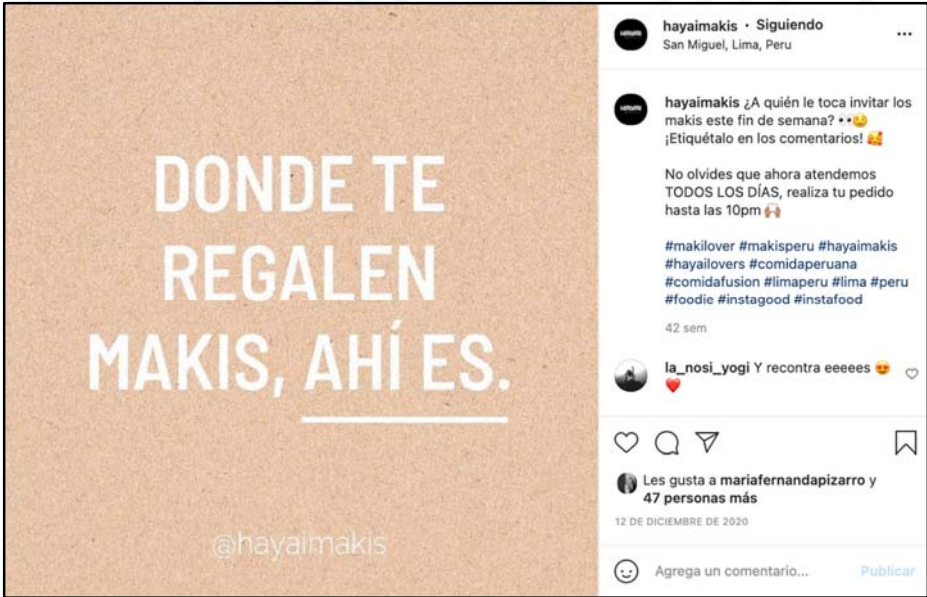 DONDE TE
REGALEN
MAKIS, AHÍ ES.
@hayaimakis
hayaimakis • Siguiendo
San Miguel, Lima, Peru
hayaimakis ¿A quién le toca invitar los
makis este fin de semana? 👀🤤
¡Etiquétalo en los comentarios! 🥰
No olvides que ahora atendemos
TODOS LOS DÍAS, realiza tu pedido
hasta las 10pm 🙌🏽
#makilover #makisperu #hayaimakis
#hayailovers #comidaperuana
#comidafusion #limaperu #lima #peru
#foodie #instagood #instafood
42 sem
la_nosi_yogi Y recontra eeeees 😍
❤️
Les gusta a mariafernandapizarro y
47 personas más
12 DE DICIEMBRE DE 2020
Agrega un comentario... Publicar